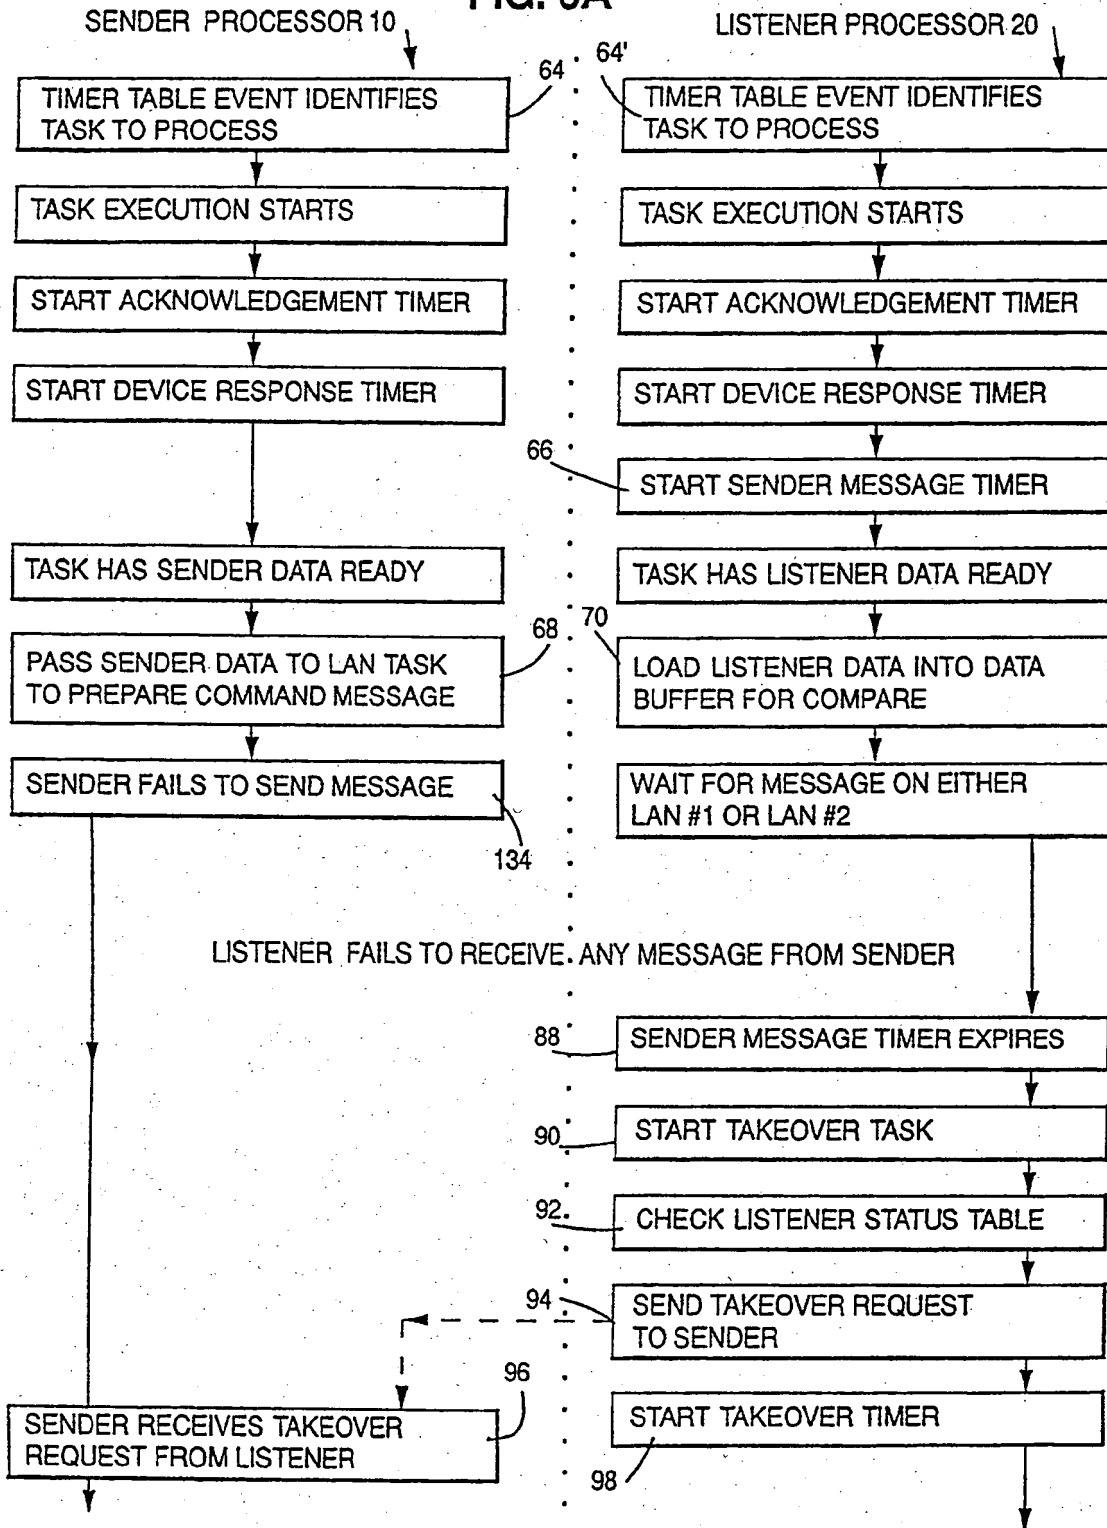 SENDER PROCESSOR 10
LISTENER PROCESSOR 20
64
64'
TIMER TABLE EVENT IDENTIFIES
TASK TO PROCESS
TIMER TABLE EVENT IDENTIFIES
TASK TO PROCESS
TASK EXECUTION STARTS
TASK EXECUTION STARTS
START ACKNOWLEDGEMENT TIMER
START ACKNOWLEDGEMENT TIMER
START DEVICE RESPONSE TIMER
START DEVICE RESPONSE TIMER
66
START SENDER MESSAGE TIMER
TASK HAS SENDER DATA READY
TASK HAS LISTENER DATA READY
68
70
PASS SENDER DATA TO LAN TASK
TO PREPARE COMMAND MESSAGE
LOAD LISTENER DATA INTO DATA
BUFFER FOR COMPARE
SENDER FAILS TO SEND MESSAGE
134
WAIT FOR MESSAGE ON EITHER
LAN #1 OR LAN #2
LISTENER FAILS TO RECEIVE ANY MESSAGE FROM SENDER
88
SENDER MESSAGE TIMER EXPIRES
90
START TAKEOVER TASK
92
CHECK LISTENER STATUS TABLE
94
SEND TAKEOVER REQUEST
TO SENDER
96
SENDER RECEIVES TAKEOVER
REQUEST FROM LISTENER
START TAKEOVER TIMER
98